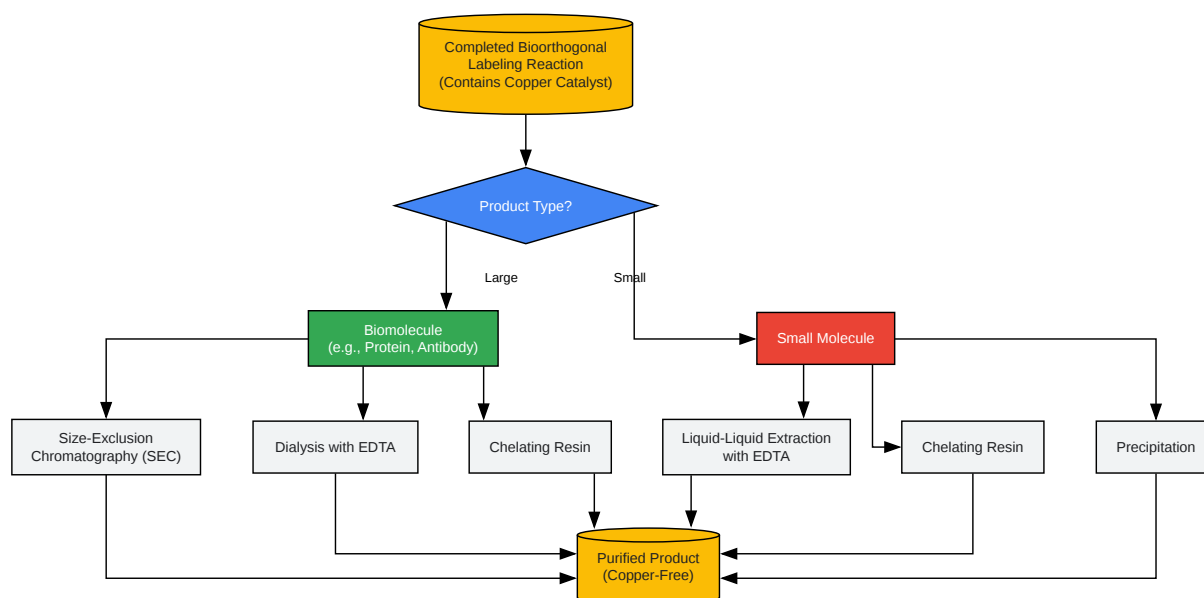 Completed Bioorthogonal
Labeling Reaction
(Contains Copper Catalyst)
Product Type?
Large
Small
Biomolecule
(e.g., Protein, Antibody)
Small Molecule
Size-Exclusion
Chromatography (SEC)
Dialysis with EDTA
Chelating Resin
Liquid-Liquid Extraction
with EDTA
Chelating Resin
Precipitation
Purified Product
(Copper-Free)